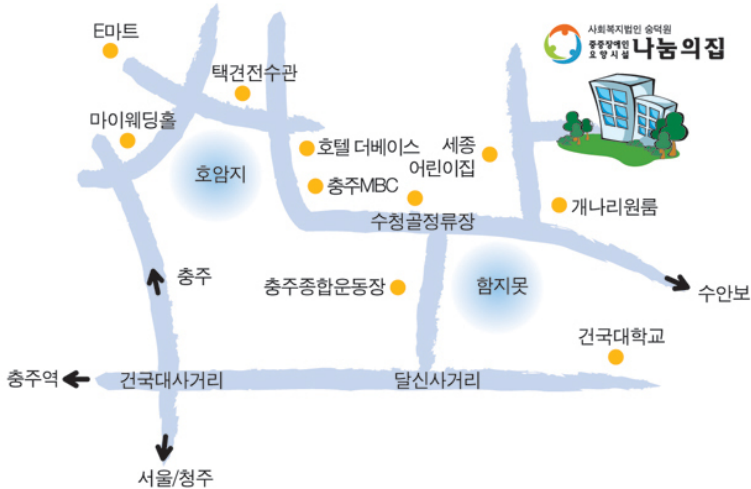 사회복지법인 숭덕원
중증장애인
요양시설 나눔의집
E마트
택견전수관
마이웨딩홀
호텔 더베이스
세종
어린이집
호암지
충주MBC
개나리원룸
수청골정류장
충주
충주종합운동장
함지못
수안보
건국대학교
충주역
건국대사거리
달신사거리
서울/청주